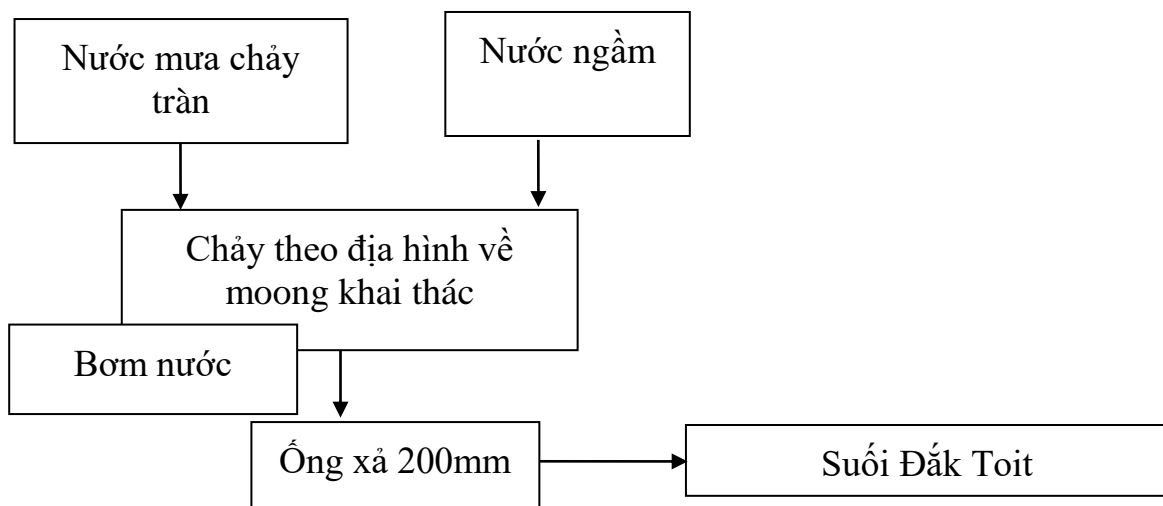 Nước mưa chảy
tràn
Nước ngầm
Chảy theo địa hình về
moong khai thác
Bơm nước
Ống xả 200mm
Suối Đắk Toit